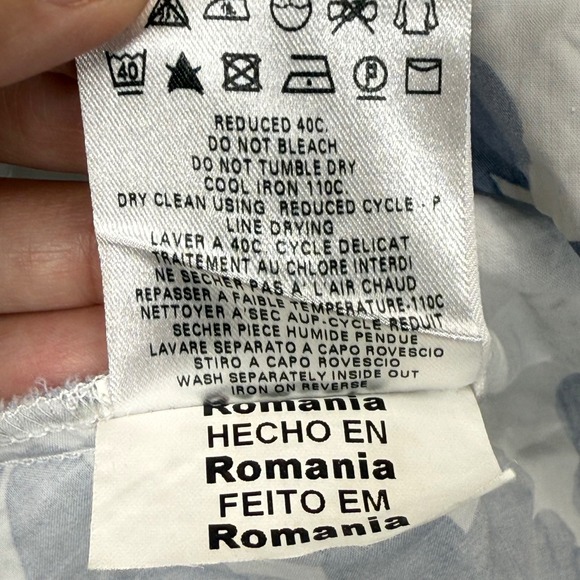 40
P
REDUCED 40C.
DO NOT BLEACH
DO NOT TUMBLE DRY
COOL IRON 110C.
DRY CLEAN USING REDUCED CYCLE - P
LINE DRYING
LAVER A 40C. CYCLE DELICAT
TRAITEMENT AU CHLORE INTERDI
NE SECHER PAS A' L'AIR CHAUD
REPASSER A FAIBLE TEMPERATURE-110C
NETTOYER A'SEC AUP-CYCLE REDUIT
SECHER PIECE HUMIDE PENDUE
LAVARE SEPARATO A CAPO ROVESCIO
STIRO A CAPO ROVESCIO
WASH SEPARATELY INSIDE OUT
IRON ON REVERSE
Romania
HECHO EN
Romania
FEITO EM
Romania